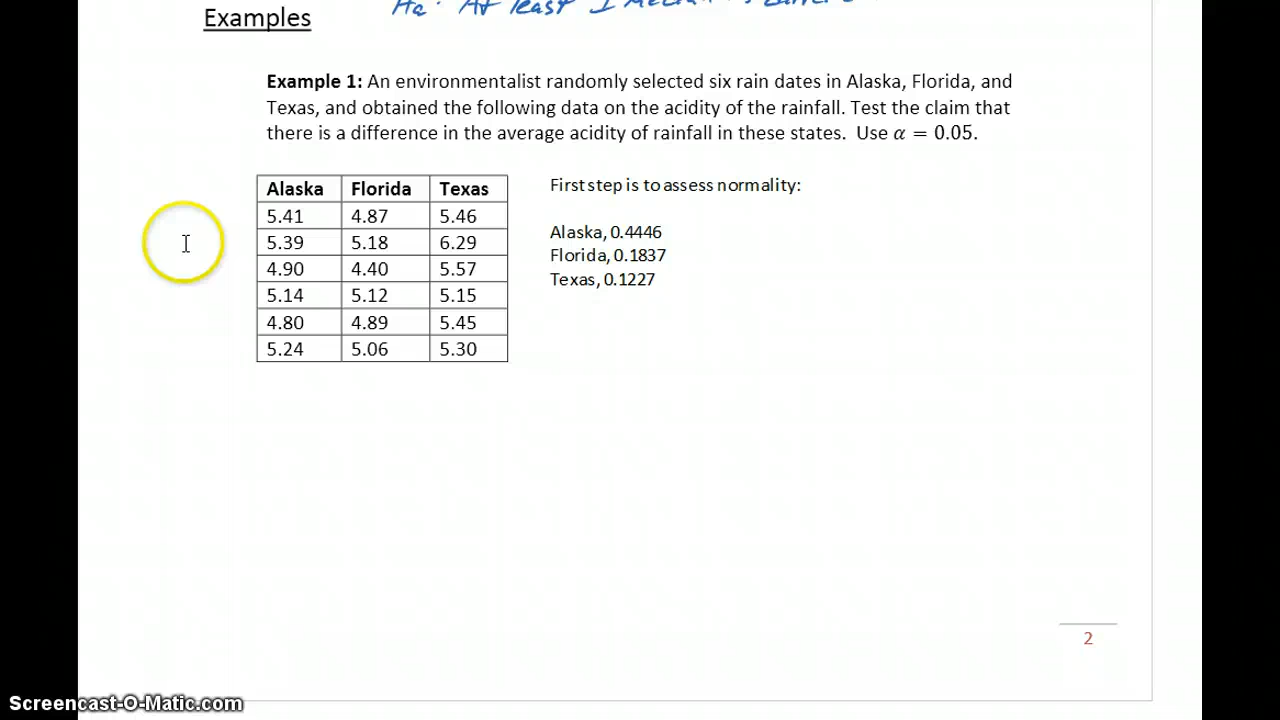 Examples
Ha: At least 1
Example 1: An environmentalist randomly selected six rain dates in Alaska, Florida, and
Texas, and obtained the following data on the acidity of the rainfall. Test the claim that
there is a difference in the average acidity of rainfall in these states. Use α = 0.05.
Alaska Florida Texas
5.41 4.87 5.46
5.39 5.18 6.29
4.90 4.40 5.57
5.14 5.12 5.15
4.80 4.89 5.45
5.24 5.06 5.30
First step is to assess normality:
Alaska, 0.4446
Florida, 0.1837
Texas, 0.1227
2
Screencast-O-Matic.com